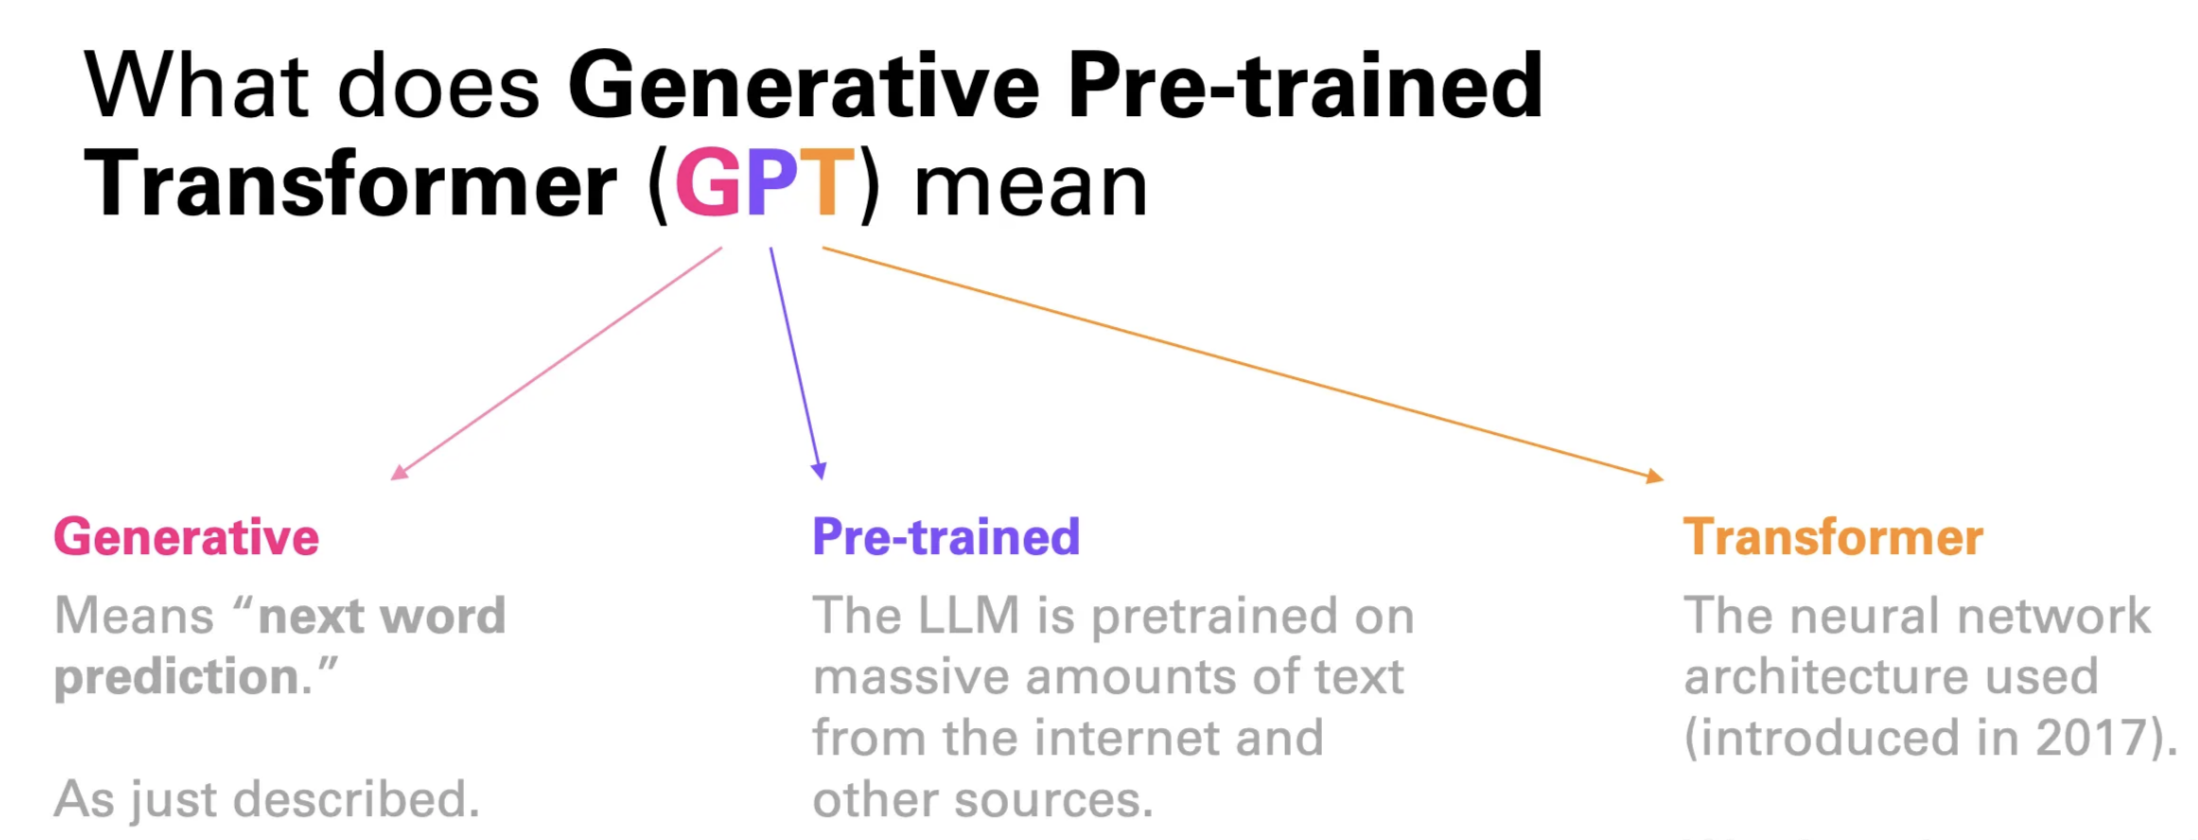 What does Generative Pre-trained
Transformer (GPT) mean
Generative
Means “next word
prediction.”
As just described.
Pre-trained
The LLM is pretrained on
massive amounts of text
from the internet and
other sources.
Transformer
The neural network
architecture used
(introduced in 2017).